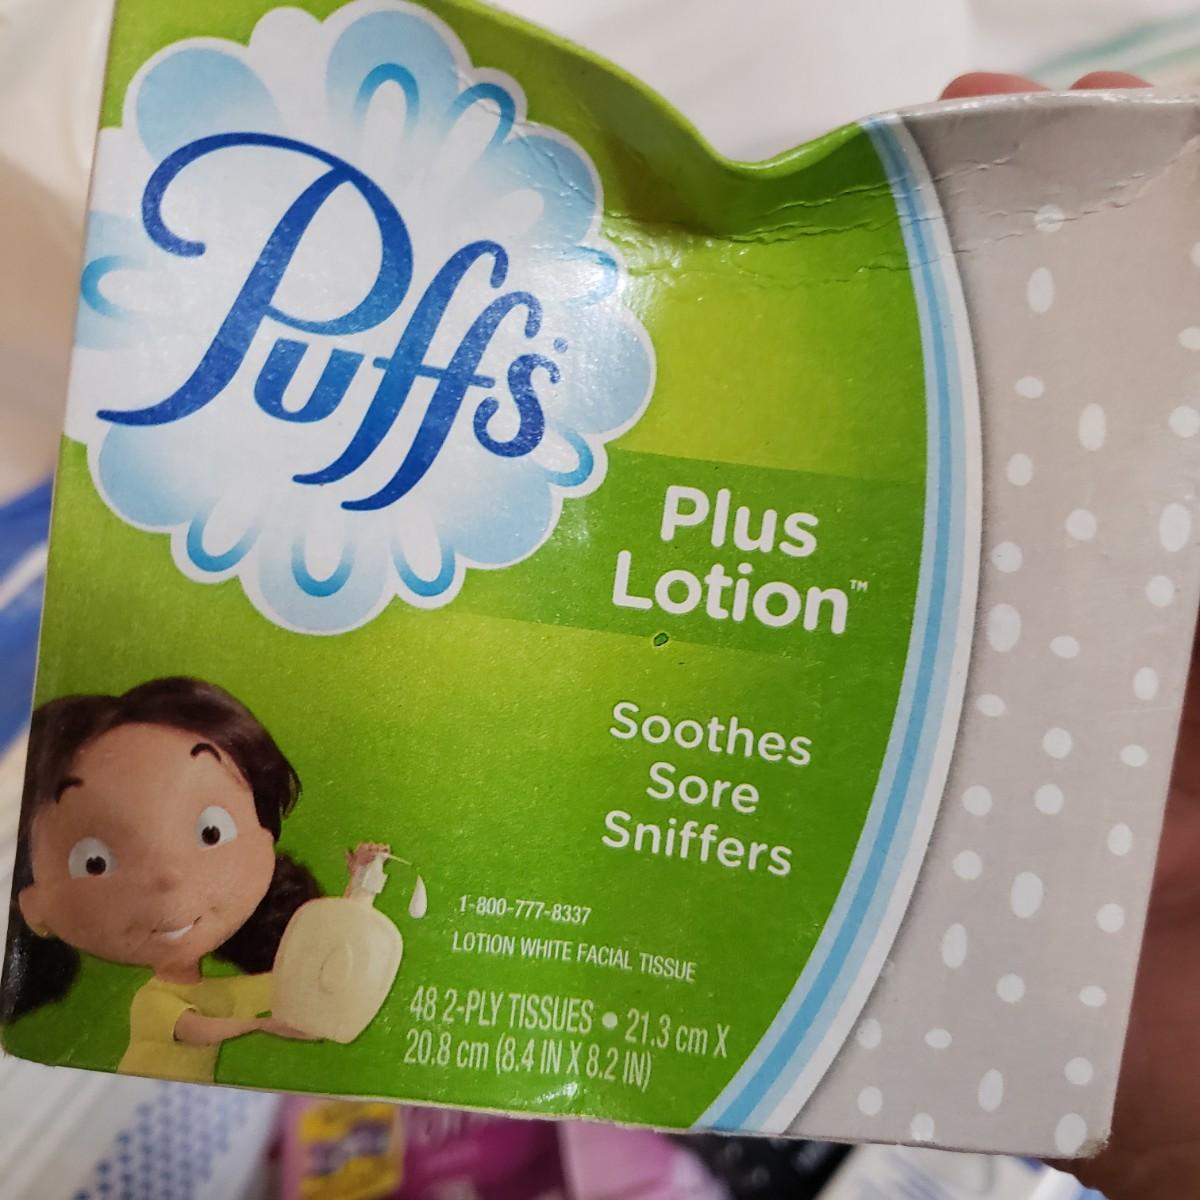 Puffs®
Plus
Lotion™
Soothes
Sore
Sniffers
1-800-777-8337
LOTION WHITE FACIAL TISSUE
48 2-PLY TISSUES • 21.3 cm X
20.8 cm (8.4 IN X 8.2 IN)